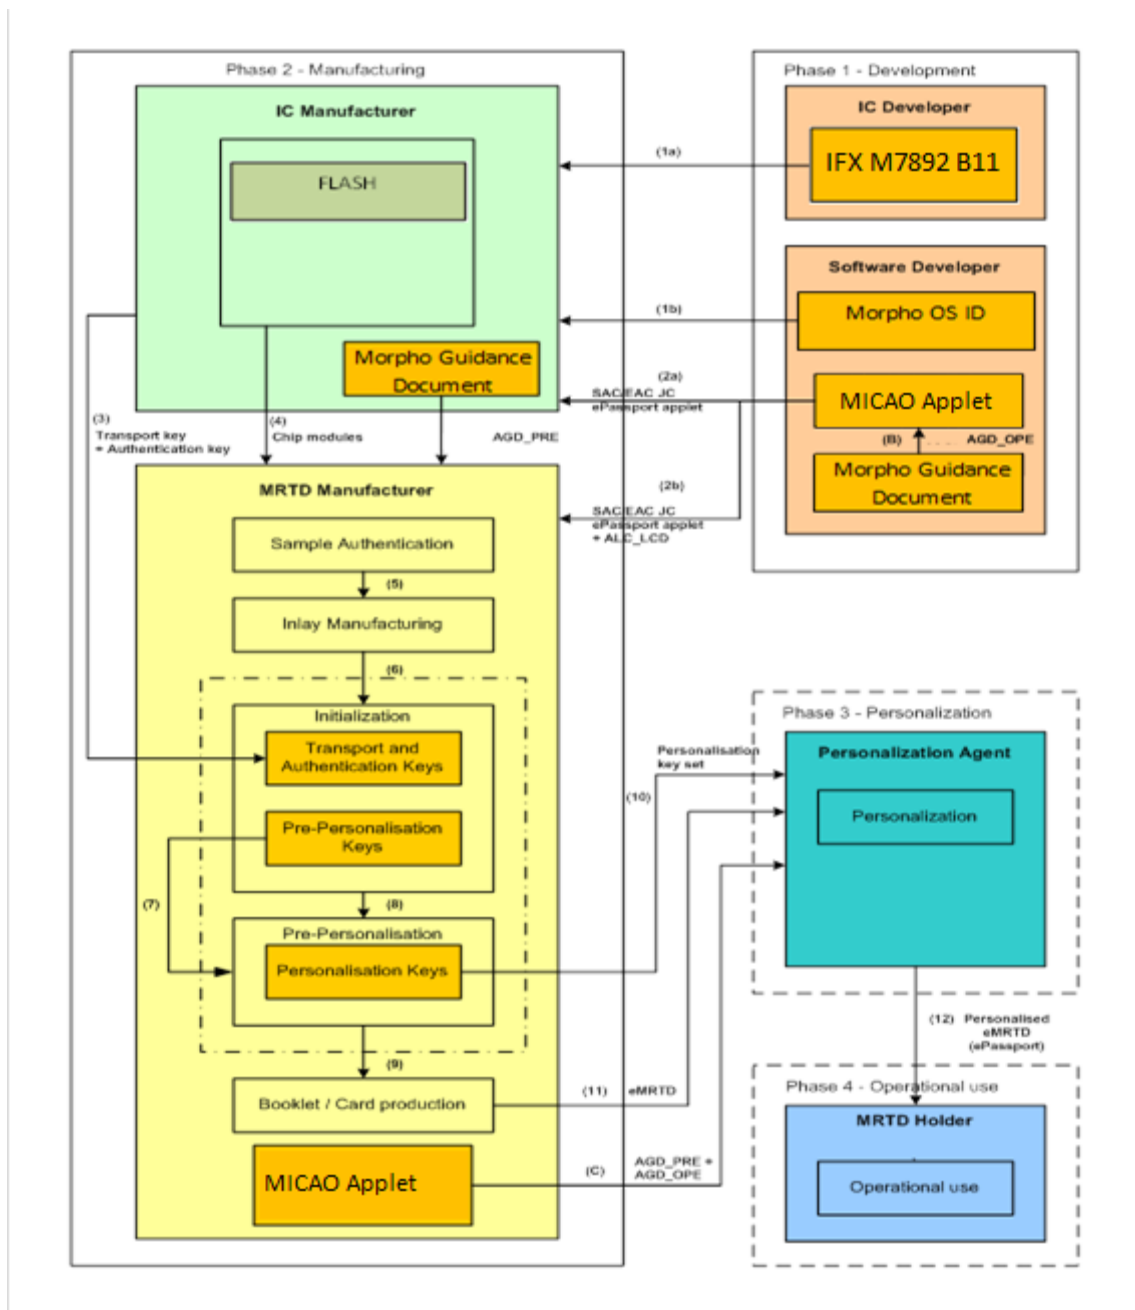 Phase 2 - Manufacturing
IC Manufacturer
FLASH
Morpho Guidance
Document
(3)
Transport key
+ Authentication key
(4)
Chip modules
AGD_PRE
Phase 1 - Development
IC Developer
IFX M7892 B11
(1a)
Software Developer
Morpho OS ID
(1b)
MICAO Applet
(2a)
SAC/EAC JC
ePassport applet
(B)
AGD_OPE
Morpho Guidance
Document
(2b)
SAC/EAC JC
ePassport applet
+ ALC_LCD
MRTD Manufacturer
Sample Authentication
(5)
Inlay Manufacturing
(6)
Initialization
Transport and
Authentication Keys
Pre-Personalisation
Keys
(7)
(8)
Pre-Personalisation
Personalisation Keys
(9)
Booklet / Card production
MICAO Applet
Personalisation
key set
(10)
(11)
eMRTD
(C)
AGD_PRE +
AGD_OPE
Phase 3 - Personalization
Personalization Agent
Personalization
(12) Personalised
eMRTD
(ePassport)
Phase 4 - Operational use
MRTD Holder
Operational use